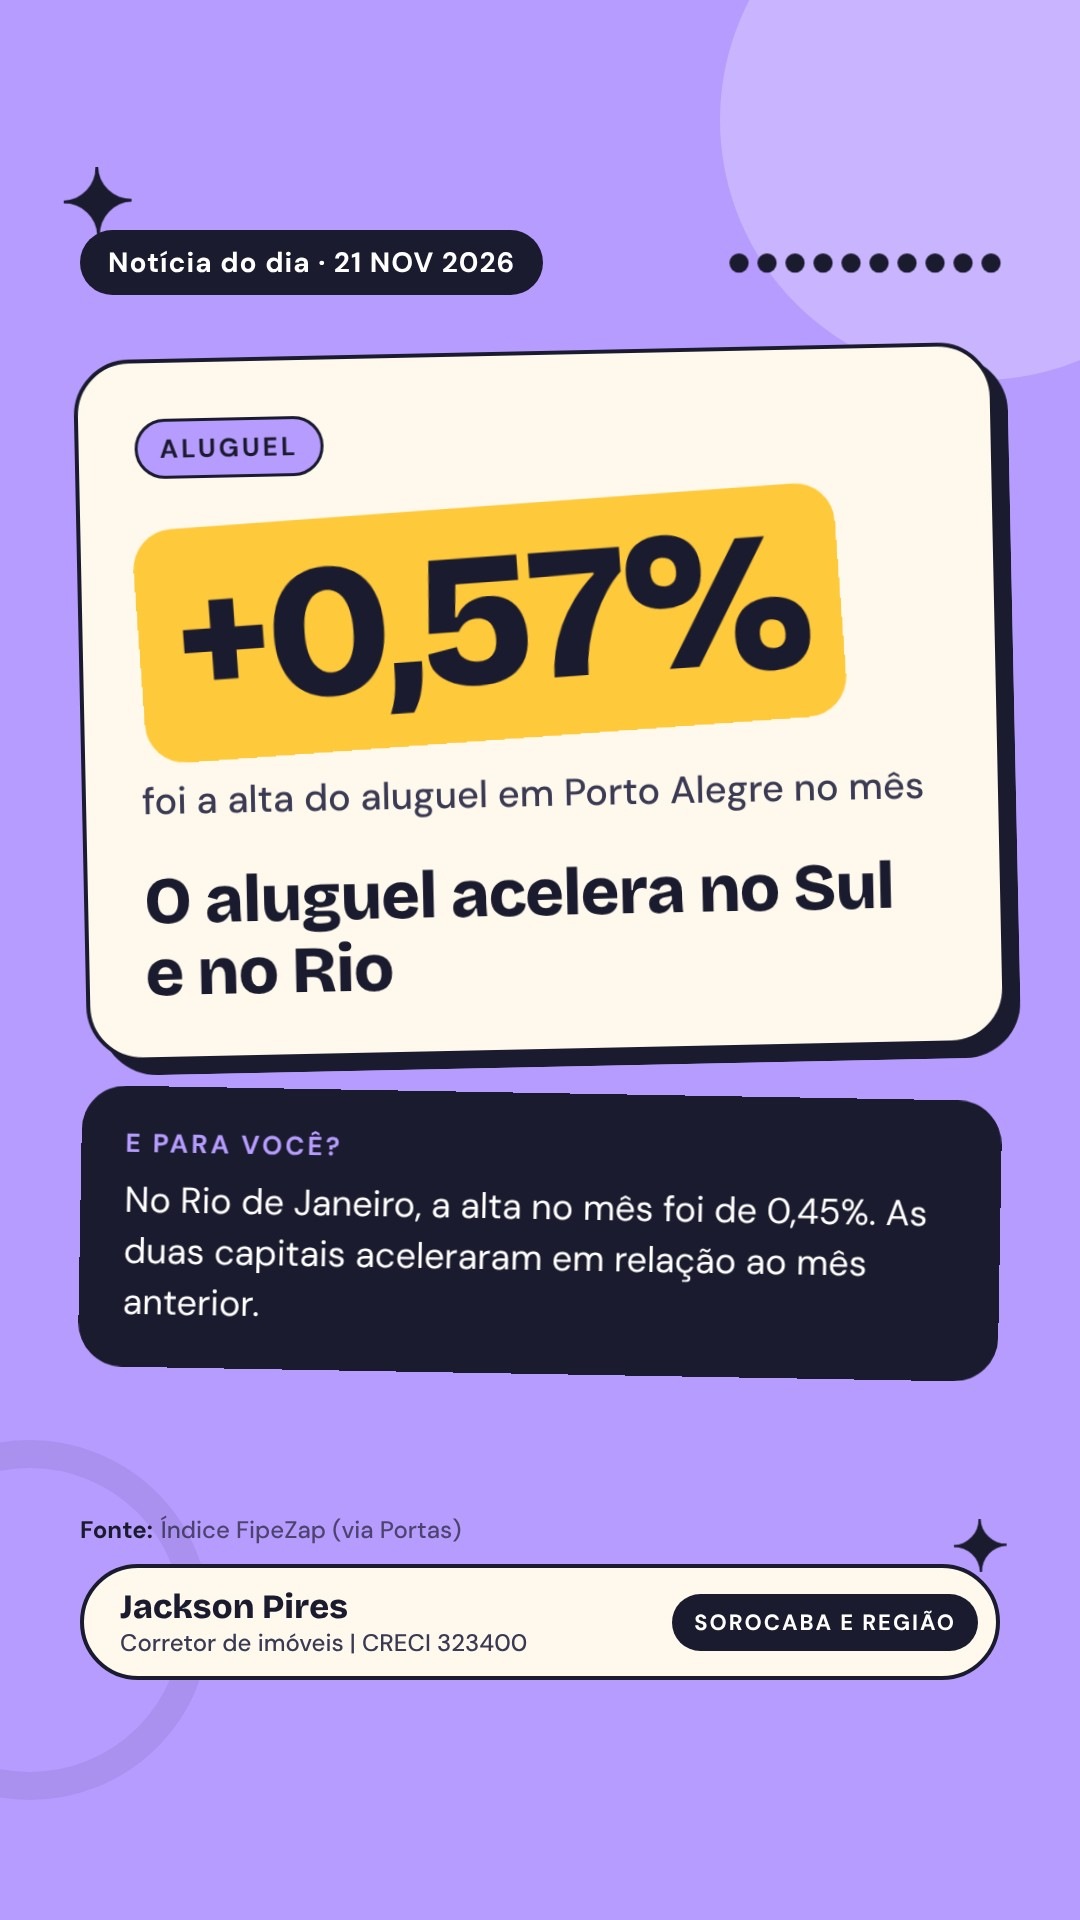 Notícia do dia · 21 NOV 2026
ALUGUEL
+0,57%
foi a alta do aluguel em Porto Alegre no mês
O aluguel acelera no Sul
e no Rio
E PARA VOCÊ?
No Rio de Janeiro, a alta no mês foi de 0,45%. As
duas capitais aceleraram em relação ao mês
anterior.
Fonte: Índice FipeZap (via Portas)
Jackson Pires
Corretor de imóveis | CRECI 323400
SOROCABA E REGIÃO